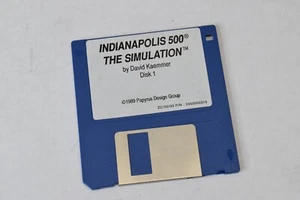 INDIANAPOLIS 500®
THE SIMULATION™
by David Kaemmer
Disk 1
©1989 Papyrus Design Group